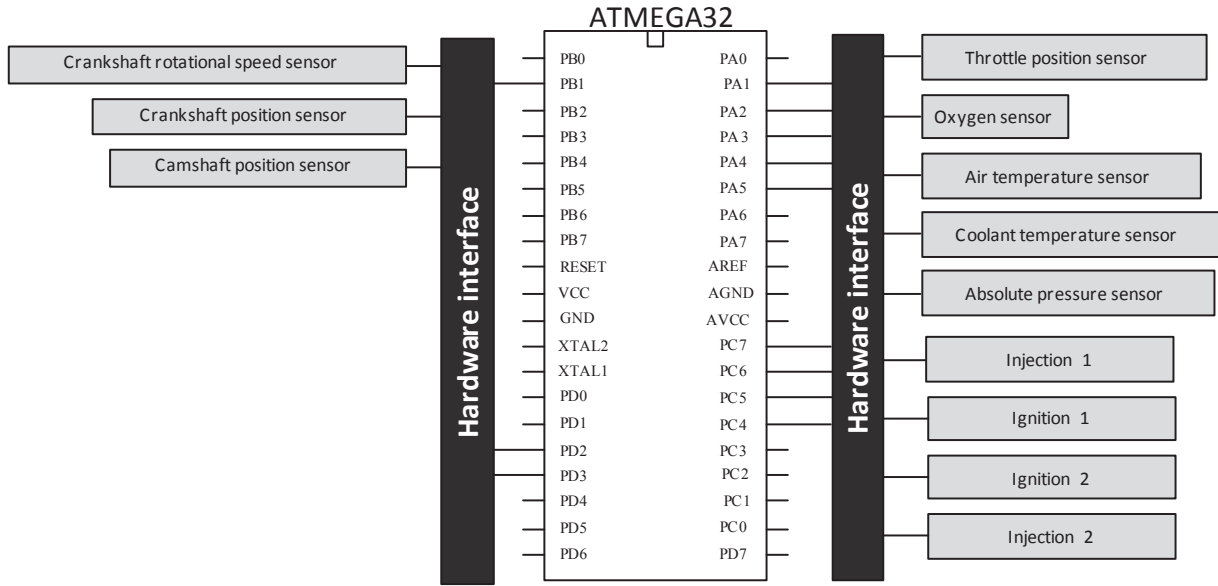 ATMEGA32
Crankshaft rotational speed sensor
Crankshaft position sensor
Camshaft position sensor
Hardware interface
PB0
PB1
PB2
PB3
PB4
PB5
PB6
PB7
RESET
VCC
GND
XTAL2
XTAL1
PD0
PD1
PD2
PD3
PD4
PD5
PD6
PA0
PA1
PA2
PA3
PA4
PA5
PA6
PA7
AREF
AGND
AVCC
PC7
PC6
PC5
PC4
PC3
PC2
PC1
PC0
PD7
Hardware interface
Throttle position sensor
Oxygen sensor
Air temperature sensor
Coolant temperature sensor
Absolute pressure sensor
Injection 1
Ignition 1
Ignition 2
Injection 2